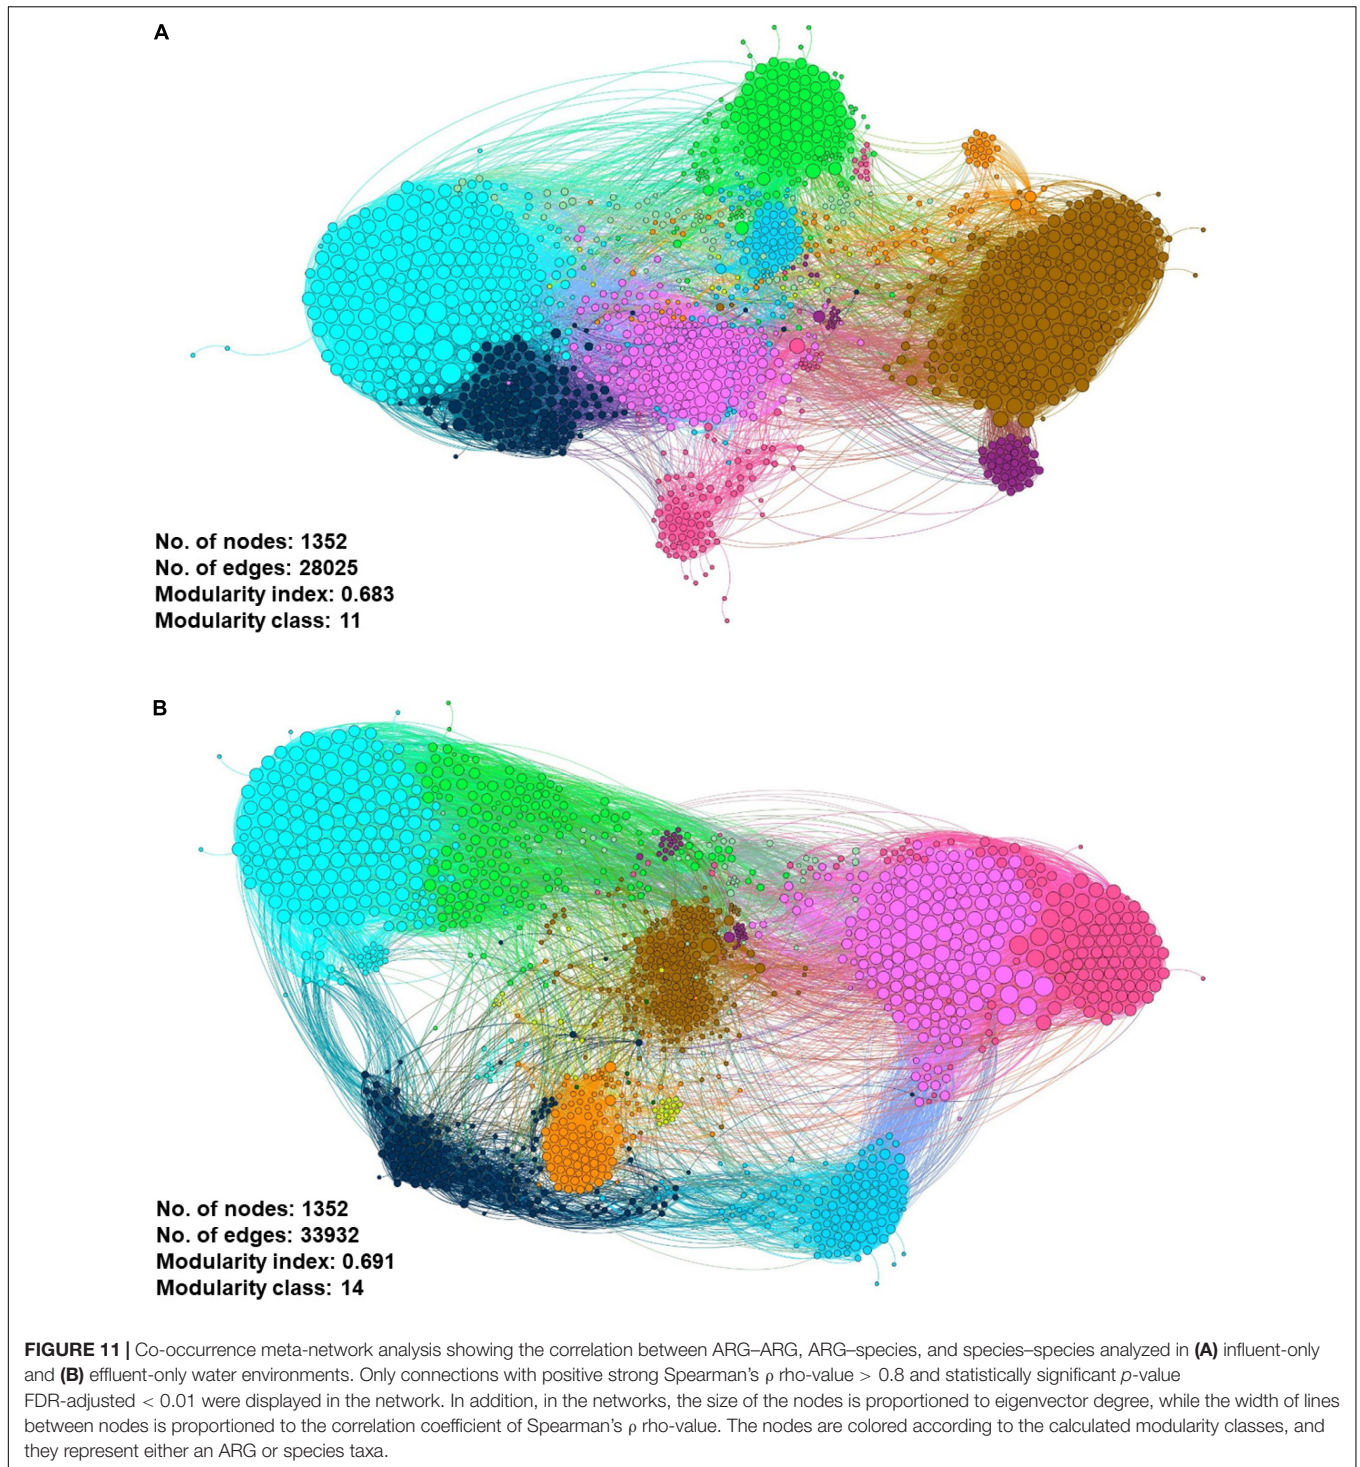 A
No. of nodes: 1352
No. of edges: 28025
Modularity index: 0.683
Modularity class: 11
B
No. of nodes: 1352
No. of edges: 33932
Modularity index: 0.691
Modularity class: 14
FIGURE 11 | Co-occurrence meta-network analysis showing the correlation between ARG–ARG, ARG–species, and species–species analyzed in (A) influent-only
and (B) effluent-only water environments. Only connections with positive strong Spearman's ρ rho-value > 0.8 and statistically significant p-value
FDR-adjusted < 0.01 were displayed in the network. In addition, in the networks, the size of the nodes is proportioned to eigenvector degree, while the width of lines
between nodes is proportioned to the correlation coefficient of Spearman's ρ rho-value. The nodes are colored according to the calculated modularity classes, and
they represent either an ARG or species taxa.